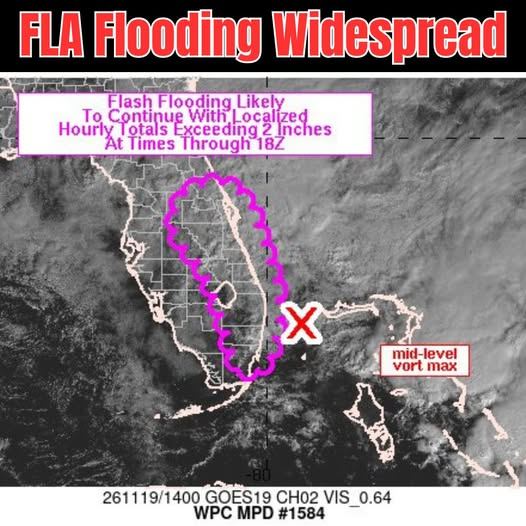 FLA Flooding Widespread
Flash Flooding Likely
To Continue With Localized
Hourly Totals Exceeding 2 Inches
At Times Through 18Z
X
mid-level
vort max
-80
261119/1400 GOES19 CH02 VIS_0.64
WPC MPD #1584